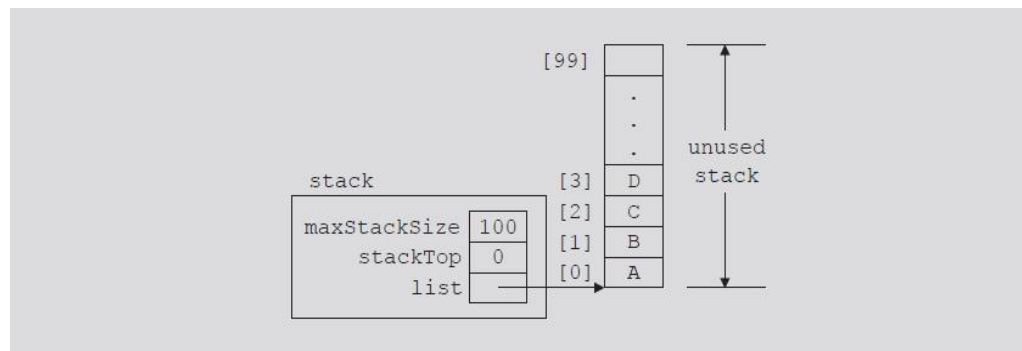 [99]
.
.
.
unused
stack
stack
[3] D
[2] C
maxStackSize 100
[1] B
stackTop 0
[0] A
list